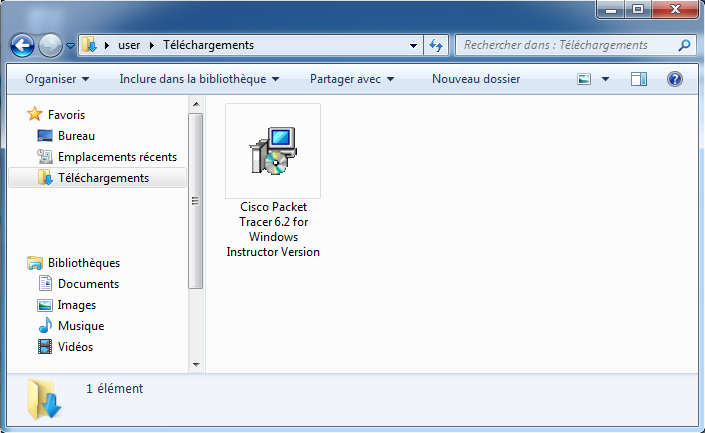 user
Téléchargements
Rechercher dans : Téléchargements
Organiser
Inclure dans la bibliothèque
Partager avec
Nouveau dossier
Favoris
Bureau
Emplacements récents
Téléchargements
Bibliothèques
Documents
Images
Musique
Vidéos
Cisco Packet
Tracer 6.2 for
Windows
Instructor Version
1 élément